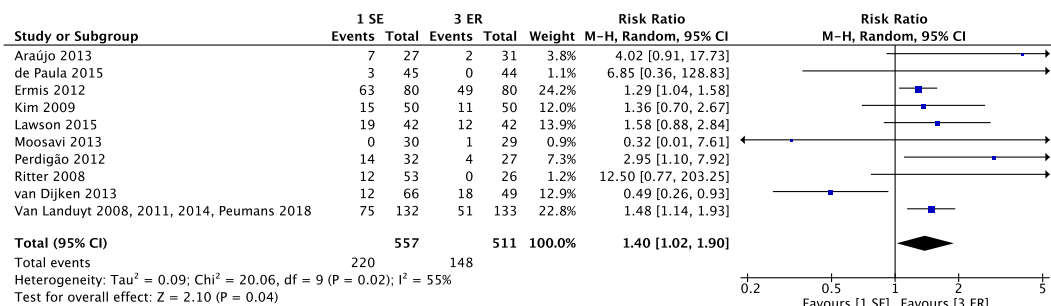 1 SE 3 ER Risk Ratio Risk Ratio
Study or Subgroup Events Total Events Total Weight M-H, Random, 95% CI M-H, Random, 95% CI
Araújo 2013 7 27 2 31 3.8% 4.02 [0.91, 17.73]
de Paula 2015 3 45 0 44 1.1% 6.85 [0.36, 128.83]
Ermis 2012 63 80 49 80 24.2% 1.29 [1.04, 1.58]
Kim 2009 15 50 11 50 12.0% 1.36 [0.70, 2.67]
Lawson 2015 19 42 12 42 13.9% 1.58 [0.88, 2.84]
Moosavi 2013 0 30 1 29 0.9% 0.32 [0.01, 7.61]
Perdigão 2012 14 32 4 27 7.3% 2.95 [1.10, 7.92]
Ritter 2008 12 53 0 26 1.2% 12.50 [0.77, 203.25]
van Dijken 2013 12 66 18 49 12.9% 0.49 [0.26, 0.93]
Van Landuyt 2008, 2011, 2014, Peumans 2018 75 132 51 133 22.8% 1.48 [1.14, 1.93]
Total (95% CI) 557 511 100.0% 1.40 [1.02, 1.90]
Total events 220 148
Heterogeneity: Tau² = 0.09; Chi² = 20.06, df = 9 (P = 0.02); I² = 55%
Test for overall effect: Z = 2.10 (P = 0.04)
0.2 0.5 1 2 5
Favours [1 SE] Favours [3 ER]